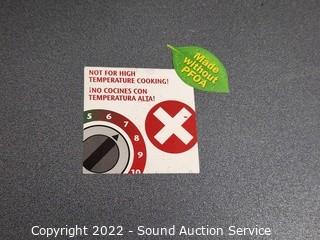 Made
without
PFOA
NOT FOR HIGH
TEMPERATURE COOKING!
¡NO COCINES CON
TEMPERATURA ALTA!
5 6 7 8 9 10
Copyright 2022 - Sound Auction Service